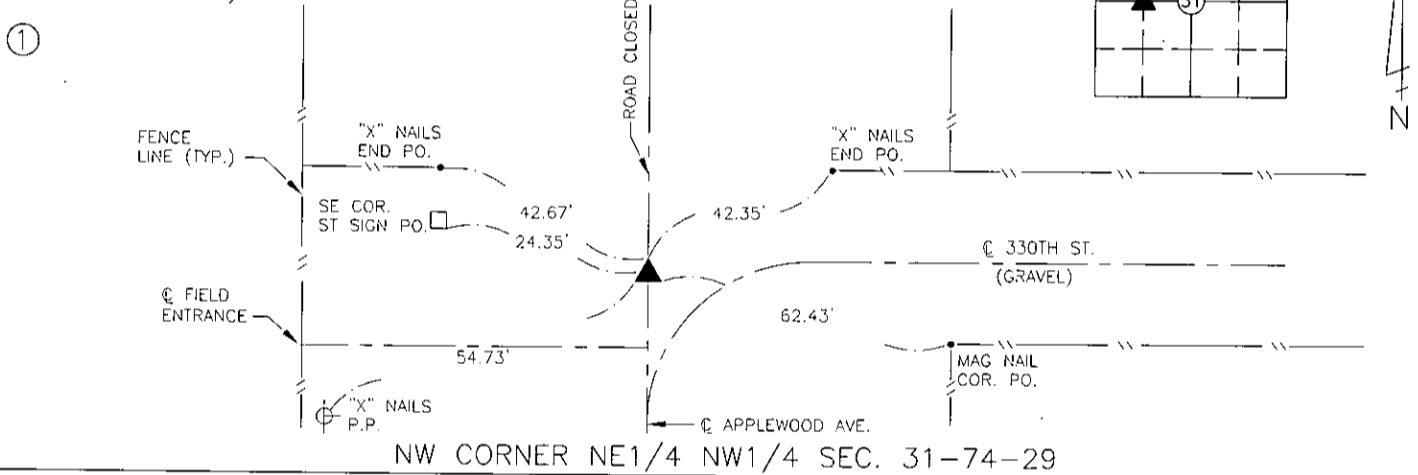 1
31
N
ROAD CLOSED
FENCE
LINE (TYP.)
"X" NAILS
END PO.
"X" NAILS
END PO.
SE COR.
ST SIGN PO.
42.67'
24.35'
42.35'
℄ 330TH ST.
(GRAVEL)
℄ FIELD
ENTRANCE
62.43'
54.73'
MAG NAIL
COR. PO.
"X" NAILS
P.P.
℄ APPLEWOOD AVE.
NW CORNER NE1/4 NW1/4 SEC. 31-74-29